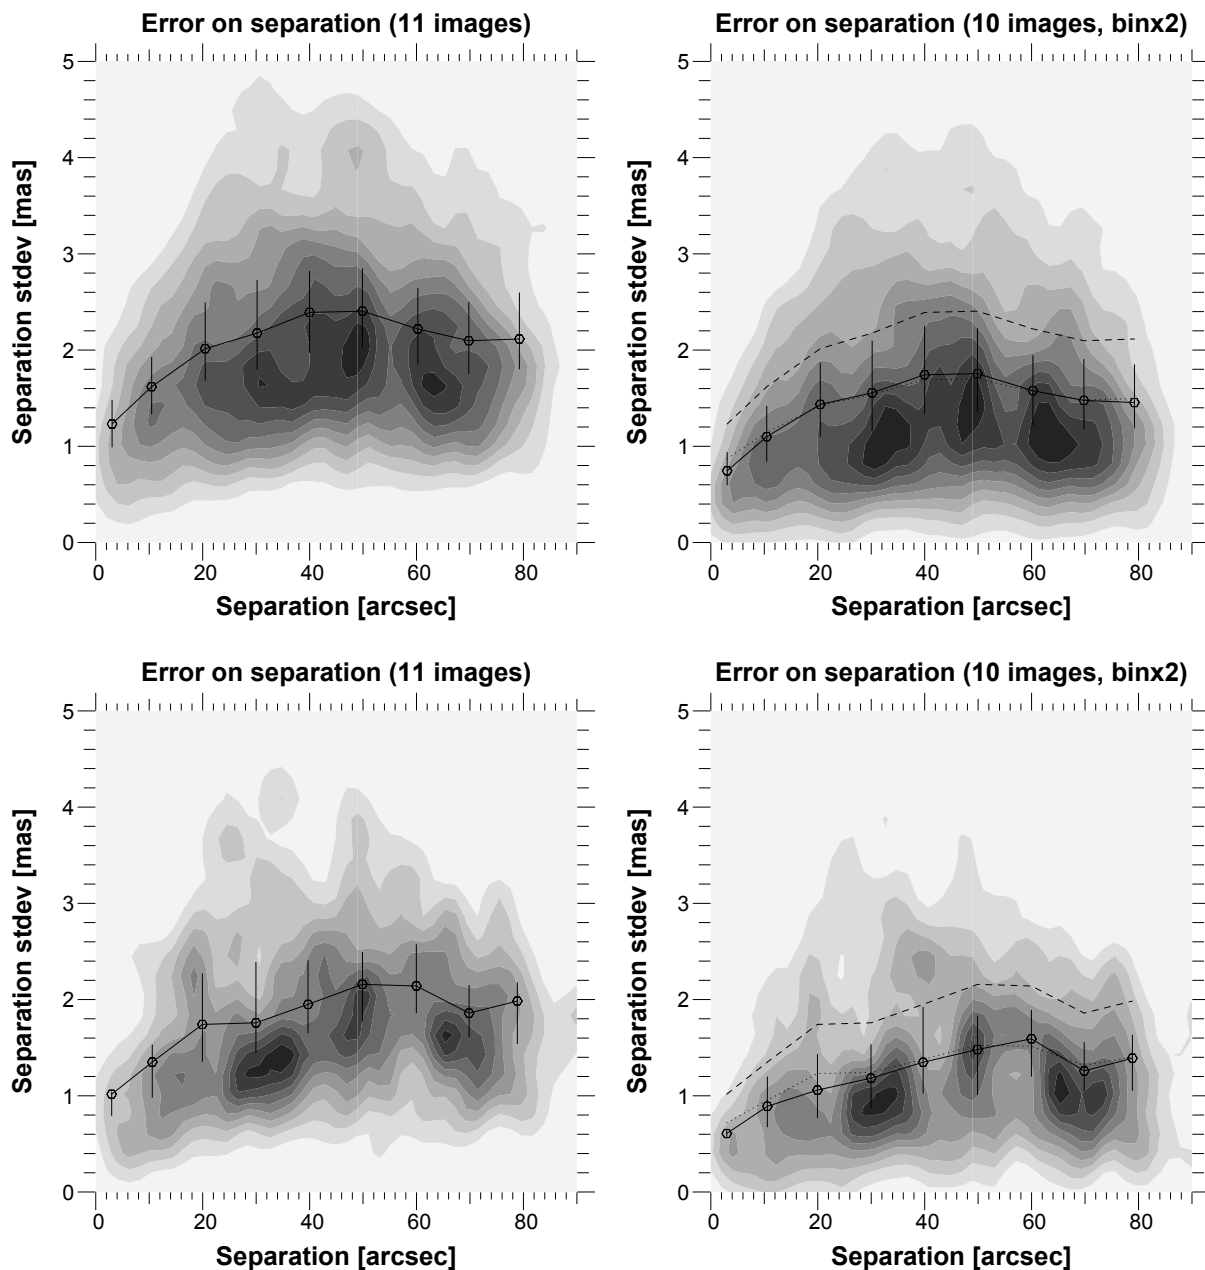 Error on separation (11 images)
5
4
3
2
1
0
Separation stdev [mas]
0 20 40 60 80
Separation [arcsec]
Error on separation (10 images, binx2)
5
4
3
2
1
0
Separation stdev [mas]
0 20 40 60 80
Separation [arcsec]
Error on separation (11 images)
5
4
3
2
1
0
Separation stdev [mas]
0 20 40 60 80
Separation [arcsec]
Error on separation (10 images, binx2)
5
4
3
2
1
0
Separation stdev [mas]
0 20 40 60 80
Separation [arcsec]